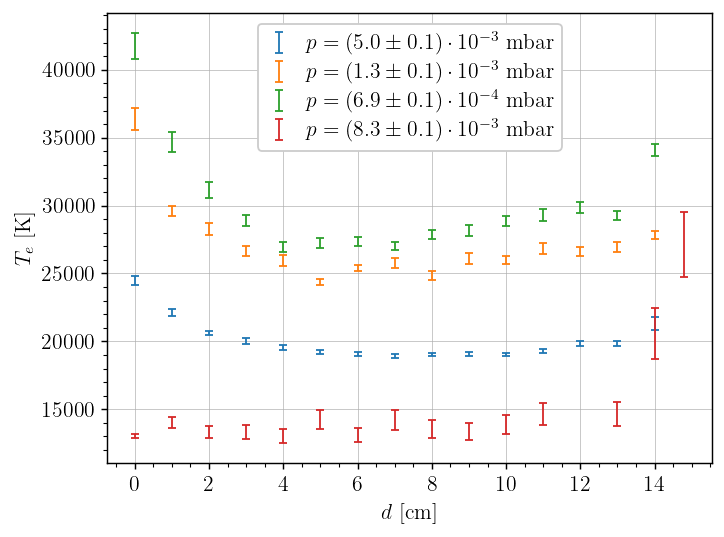 p = (5.0 ± 0.1) · 10⁻³ mbar
p = (1.3 ± 0.1) · 10⁻³ mbar
p = (6.9 ± 0.1) · 10⁻⁴ mbar
p = (8.3 ± 0.1) · 10⁻³ mbar
40000
35000
30000
25000
20000
15000
Tₑ [K]
0 2 4 6 8 10 12 14
d [cm]